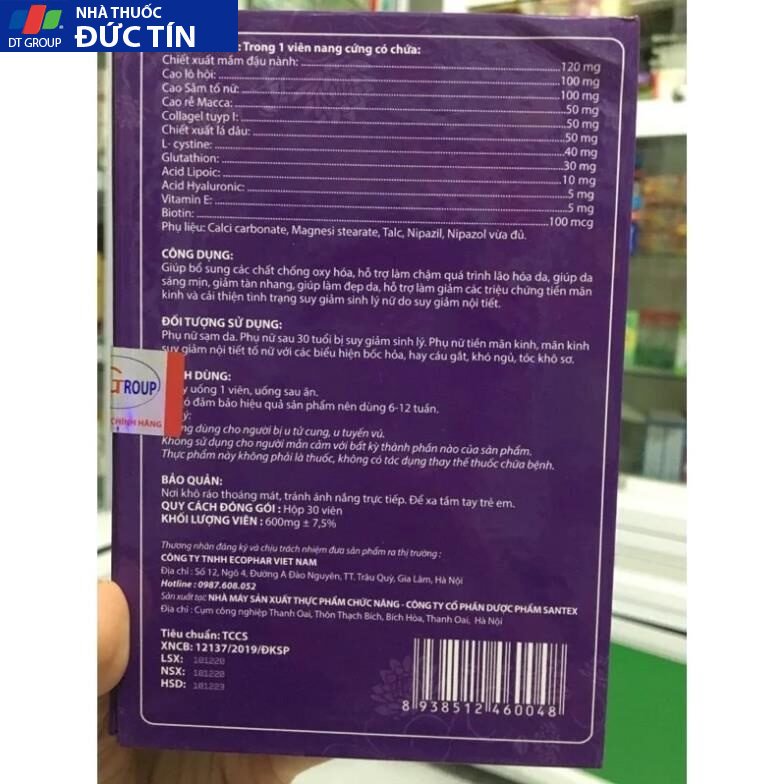 NHÀ THUỐC
DT GROUP
ĐỨC TÍN
: Trong 1 viên nang cứng có chứa:
Chiết xuất mầm đậu nành: 120 mg
Cao lô hội: 100 mg
Cao Sâm tố nữ: 100 mg
Cao rễ Macca: 50 mg
Collagel tuyp I: 50 mg
Chiết xuất lá dâu: 50 mg
L- cystine: 40 mg
Glutathion: 30 mg
Acid Lipoic: 10 mg
Acid Hyaluronic: 5 mg
Vitamin E: 5 mg
Biotin: 100 mcg
Phụ liệu: Calci carbonate, Magnesi stearate, Talc, Nipazil, Nipazol vừa đủ.
CÔNG DỤNG:
Giúp bổ sung các chất chống oxy hóa, hỗ trợ làm chậm quá trình lão hóa da, giúp da
sáng mịn, giảm tàn nhang, giúp làm đẹp da, hỗ trợ làm giảm các triệu chứng tiền mãn
kinh và cải thiện tình trạng suy giảm sinh lý nữ do suy giảm nội tiết.
ĐỐI TƯỢNG SỬ DỤNG:
Phụ nữ sạm da. Phụ nữ sau 30 tuổi bị suy giảm sinh lý. Phụ nữ tiền mãn kinh, mãn kinh
suy giảm nội tiết tố nữ với các biểu hiện bốc hỏa, hay cáu gắt, khó ngủ, tóc khô sơ.
DÙNG:
uống 1 viên, uống sau ăn.
đảm bảo hiệu quả sản phẩm nên dùng 6-12 tuần.
dùng cho người bị u tử cung, u tuyến vú.
Không sử dụng cho người mẫn cảm với bất kỳ thành phần nào của sản phẩm.
Thực phẩm này không phải là thuốc, không có tác dụng thay thế thuốc chữa bệnh.
GROUP
CHÍNH HÃNG
BẢO QUẢN:
Nơi khô ráo thoáng mát, tránh ánh nắng trực tiếp. Để xa tầm tay trẻ em.
QUY CÁCH ĐÓNG GÓI : Hộp 30 viên
KHỐI LƯỢNG VIÊN : 600mg ± 7,5%
Thương nhân đăng ký và chịu trách nhiệm đưa sản phẩm ra thị trường :
CÔNG TY TNHH ECOPHAR VIET NAM
Địa chỉ : Số 12, Ngõ 4, Đường A Đào Nguyên, TT. Trâu Quỳ, Gia Lâm, Hà Nội
Hotline : 0987.608.052
Sản xuất tại: NHÀ MÁY SẢN XUẤT THỰC PHẨM CHỨC NĂNG - CÔNG TY CỔ PHẦN DƯỢC PHẨM SANTEX
Địa chỉ : Cụm công nghiệp Thanh Oai, Thôn Thạch Bích, Bích Hòa, Thanh Oai, Hà Nội
Tiêu chuẩn: TCCS
XNCB: 12137/2019/ĐKSP
LSX: 101220
NSX: 101220
HSD: 101223
8 938512 460048